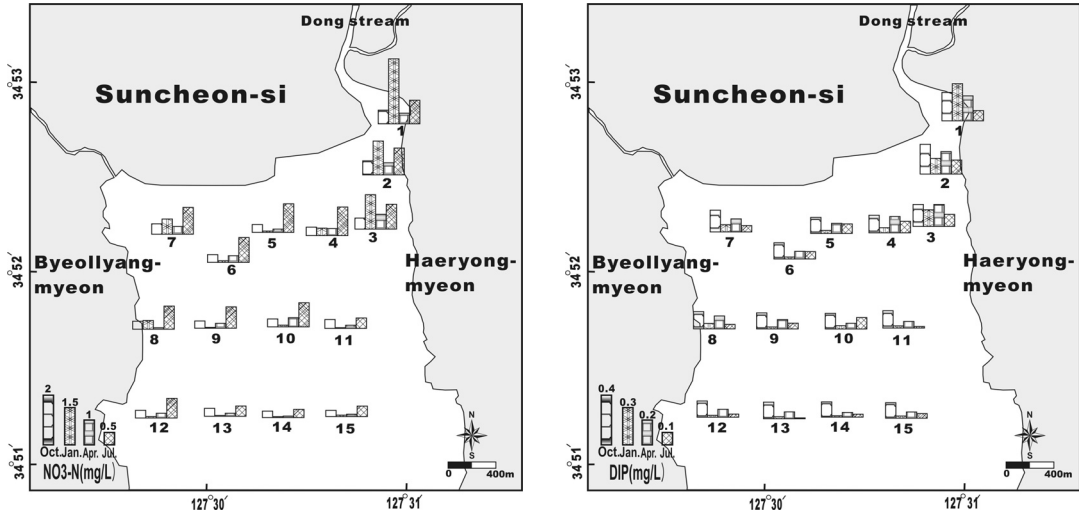 Dong stream
34°53'
Suncheon-si
1
2
3
4
5
6
7
Byeollyang-
myeon
Haeryong-
myeon
34°52'
8
9
10
11
12
13
14
15
2
1.5
1
0.5
Oct. Jan. Apr. Jul.
NO3-N(mg/L)
N
S
0 400m
34°51'
127°30'
127°31'
Dong stream
34°53'
Suncheon-si
1
2
3
4
5
6
7
Byeollyang-
myeon
Haeryong-
myeon
34°52'
8
9
10
11
12
13
14
15
0.4
0.3
0.2
0.1
Oct. Jan. Apr. Jul.
DIP(mg/L)
N
S
0 400m
34°51'
127°30'
127°31'